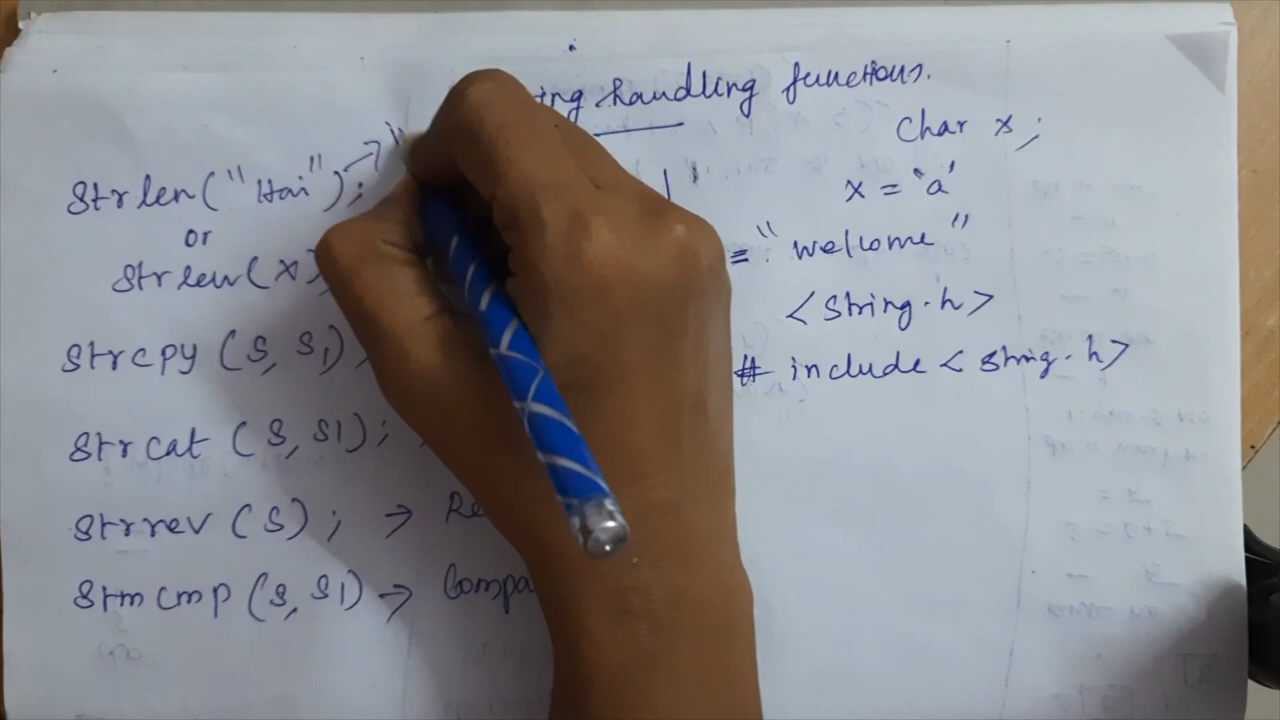 ing handling functions.
Char x;
Strlen("Hai"); →
x = 'a'
or
= "welcome"
Strlen(x)
<String.h>
Strcpy (S, S1)
# include <string.h>
Strcat (S, S1);
Strrev (S); → Re
Strncmp (S, S1) → Compa